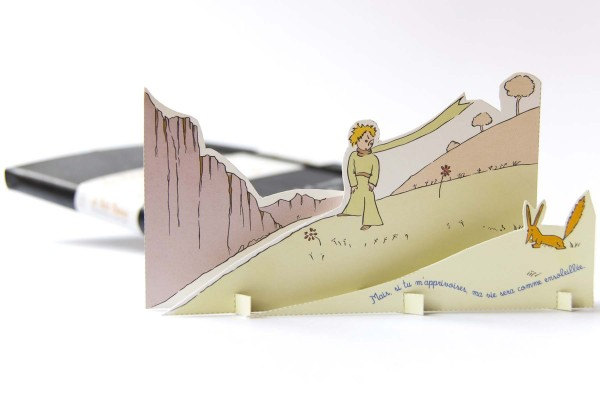 Mais, si tu m'apprivoises, ma vie sera comme ensoleillée.